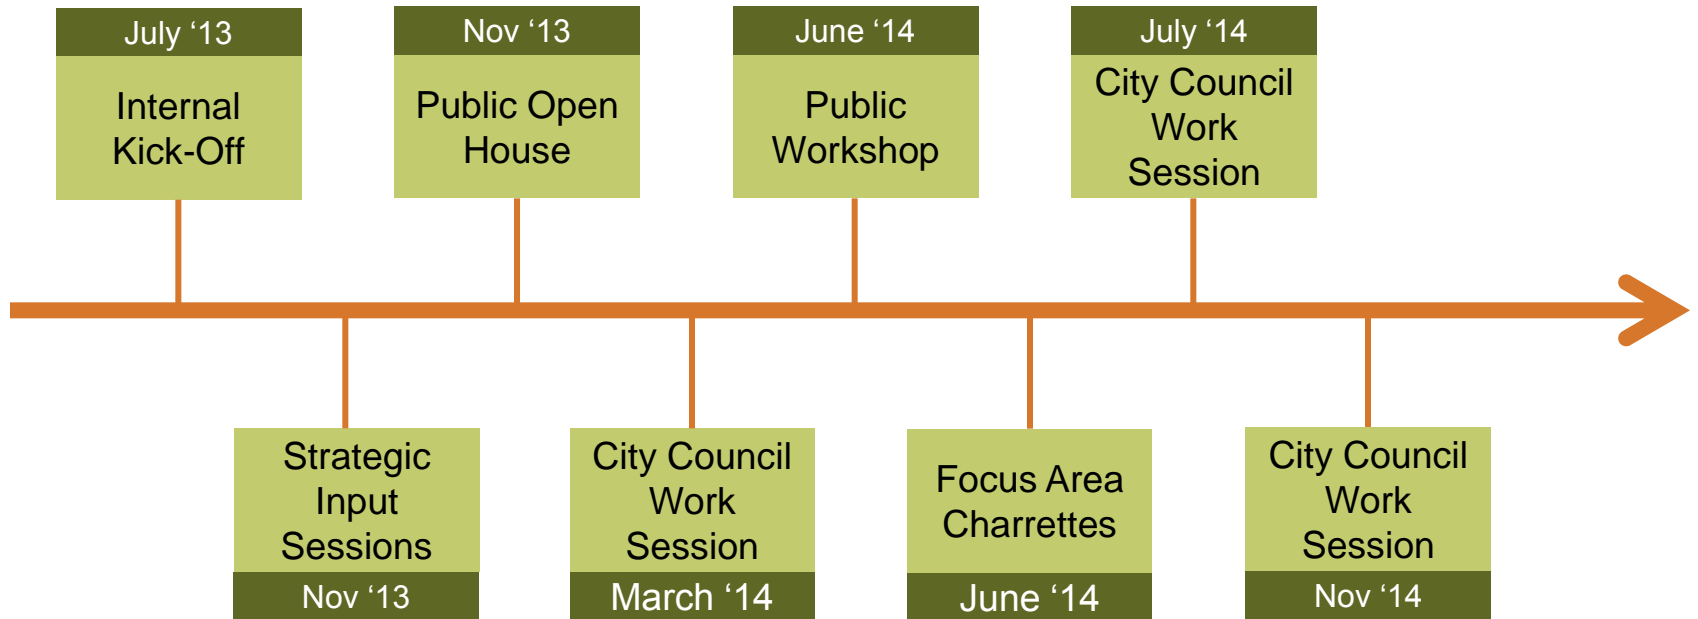 July ‘13
Internal
Kick-Off
Nov ‘13
Public Open
House
June ‘14
Public
Workshop
July ‘14
City Council
Work
Session
Strategic
Input
Sessions
Nov ‘13
City Council
Work
Session
March ‘14
Focus Area
Charrettes
June ‘14
City Council
Work
Session
Nov ‘14